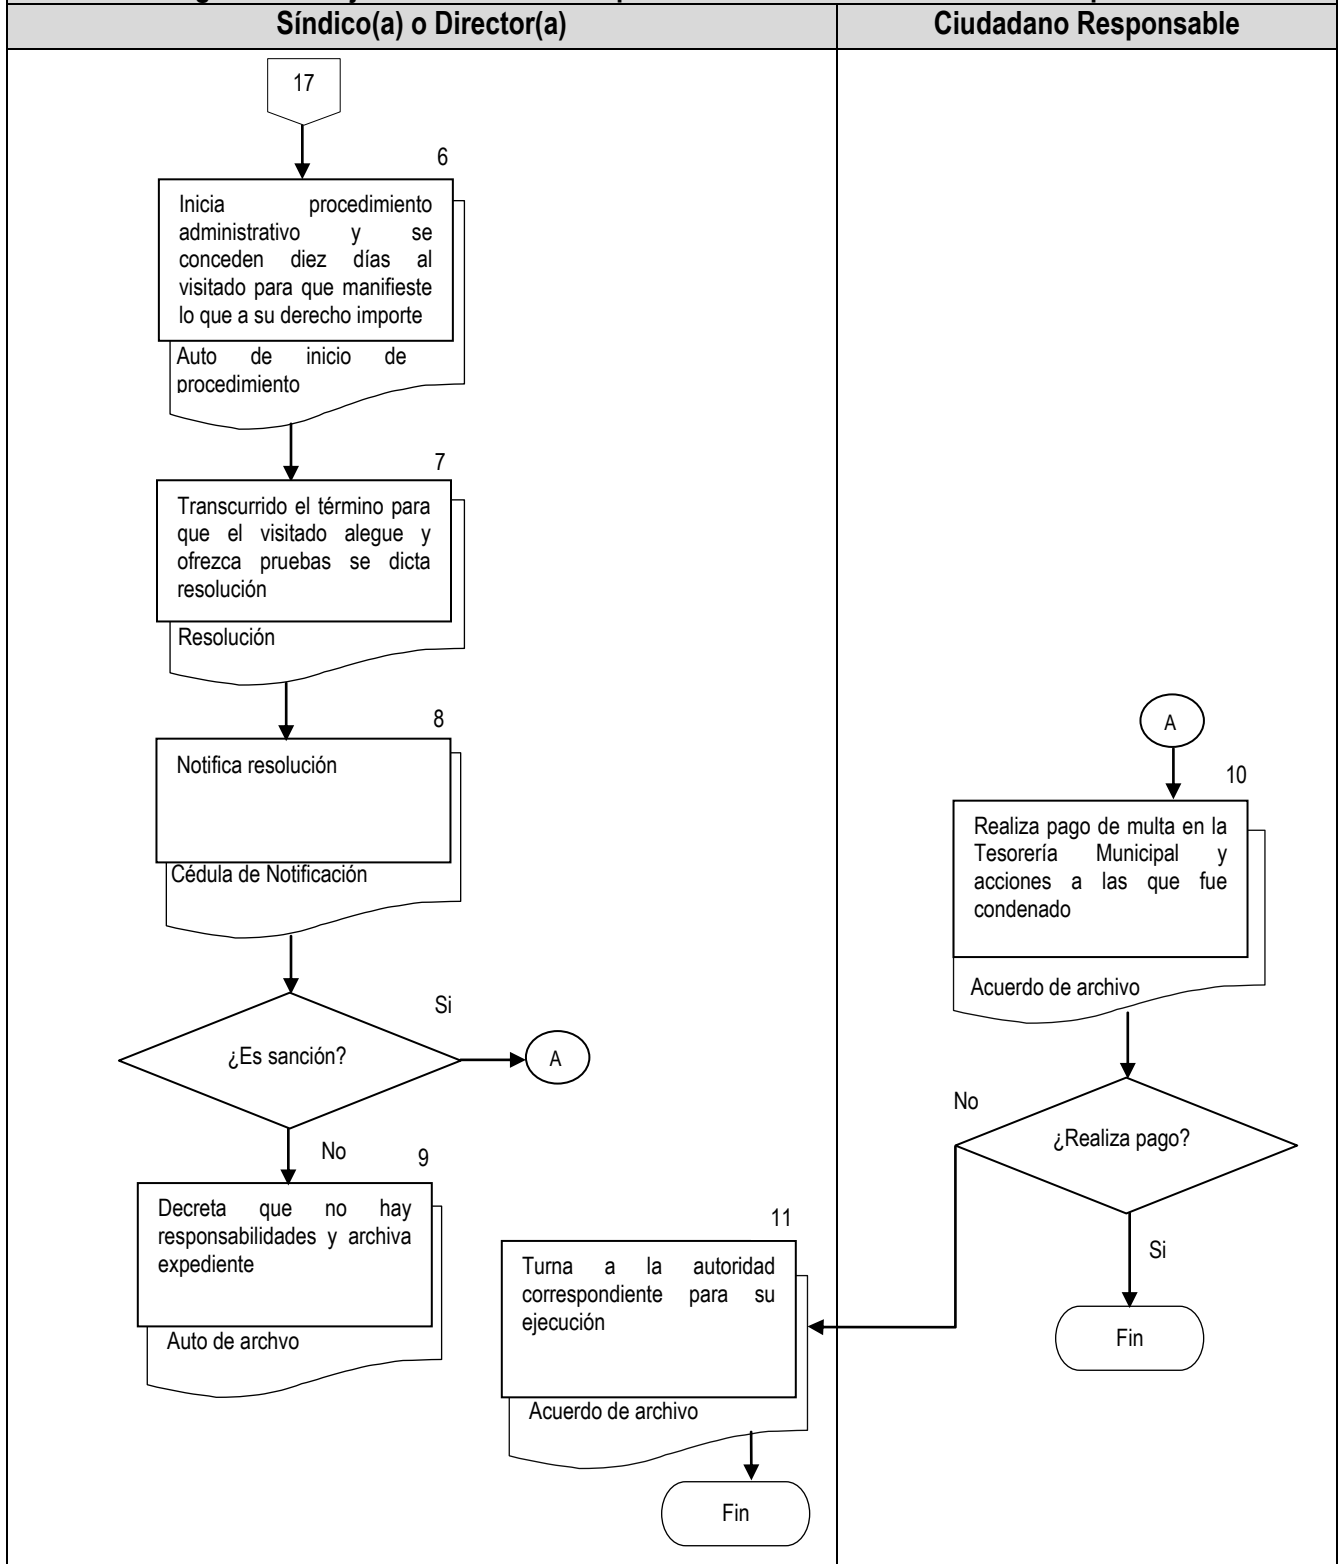 Síndico(a) o Director(a)
Ciudadano Responsable
17
6
Inicia procedimiento
administrativo y se
conceden diez días al
visitado para que manifieste
lo que a su derecho importe
Auto de inicio de
procedimiento
7
Transcurrido el término para
que el visitado alegue y
ofrezca pruebas se dicta
resolución
Resolución
8
Notifica resolución
Cédula de Notificación
¿Es sanción?
Si
A
No
9
Decreta que no hay
responsabilidades y archiva
expediente
Auto de archvo
A
10
Realiza pago de multa en la
Tesorería Municipal y
acciones a las que fue
condenado
Acuerdo de archivo
¿Realiza pago?
No
Si
Fin
11
Turna a la autoridad
correspondiente para su
ejecución
Acuerdo de archivo
Fin